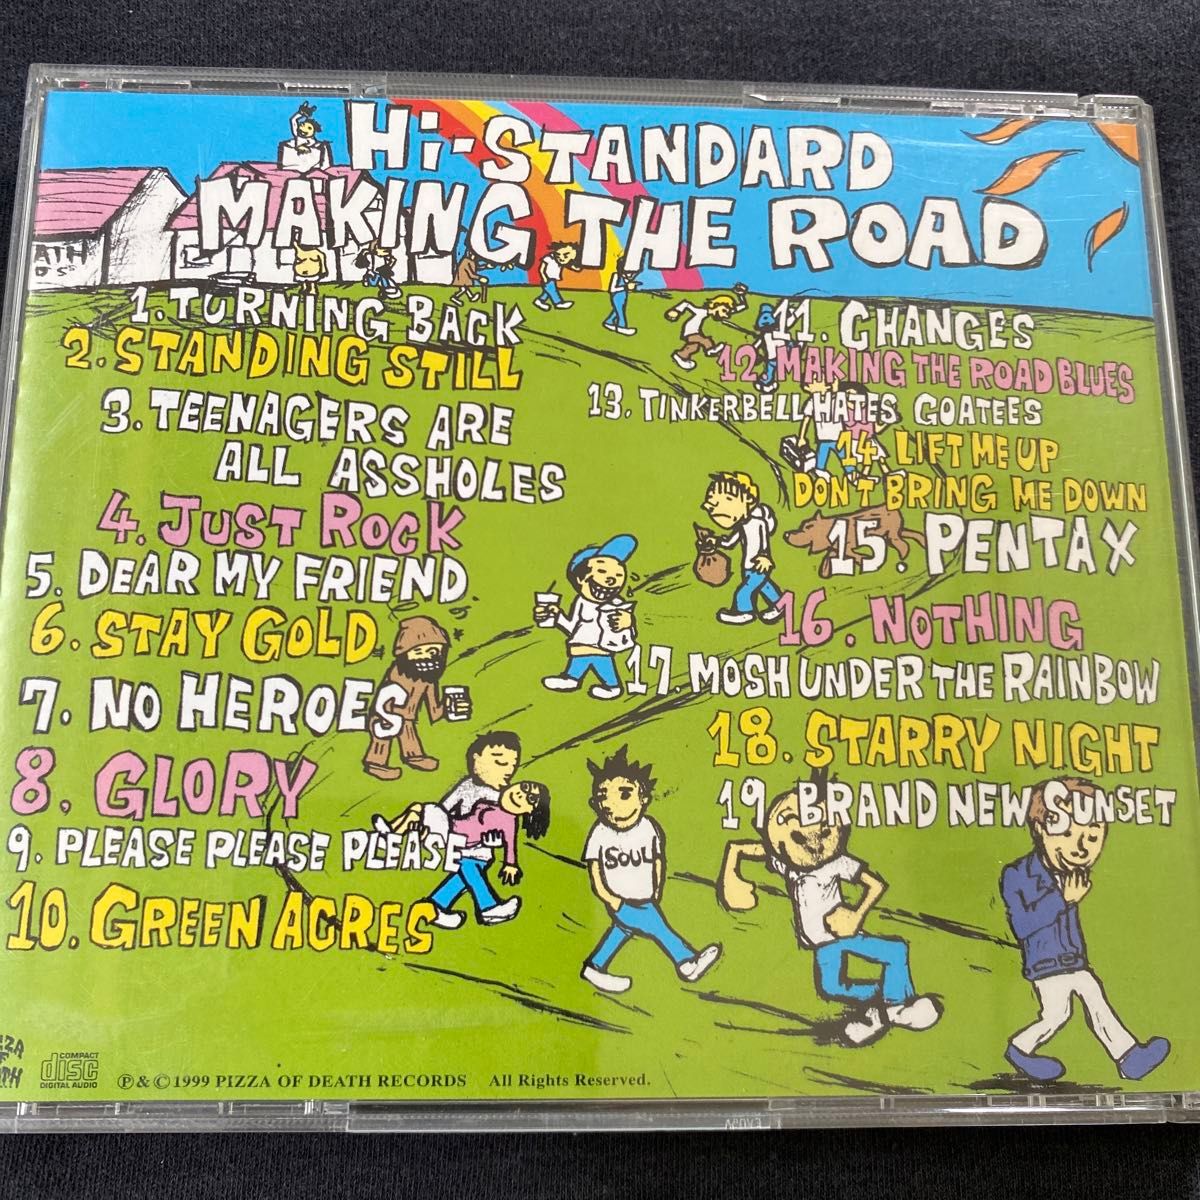 Hi-STANDARD
MAKING THE ROAD
ATH
1. TURNING BACK
2. STANDING STILL
3. TEENAGERS ARE
ALL ASSHOLES
4. JUST ROCK
5. DEAR MY FRIEND
6. STAY GOLD
7. NO HEROES
8. GLORY
9. PLEASE PLEASE PLEASE
10. GREEN ACRES
11. CHANGES
12. MAKING THE ROAD BLUES
13. TINKERBELL HATES GOATEES
14. LIFT ME UP
DON'T BRING ME DOWN
15. PENTAX
16. NOTHING
17. MOSH UNDER THE RAINBOW
18. STARRY NIGHT
19. BRAND NEW SUNSET
SOUL
COMPACT
disc
DIGITAL AUDIO
℗ & © 1999 PIZZA OF DEATH RECORDS All Rights Reserved.